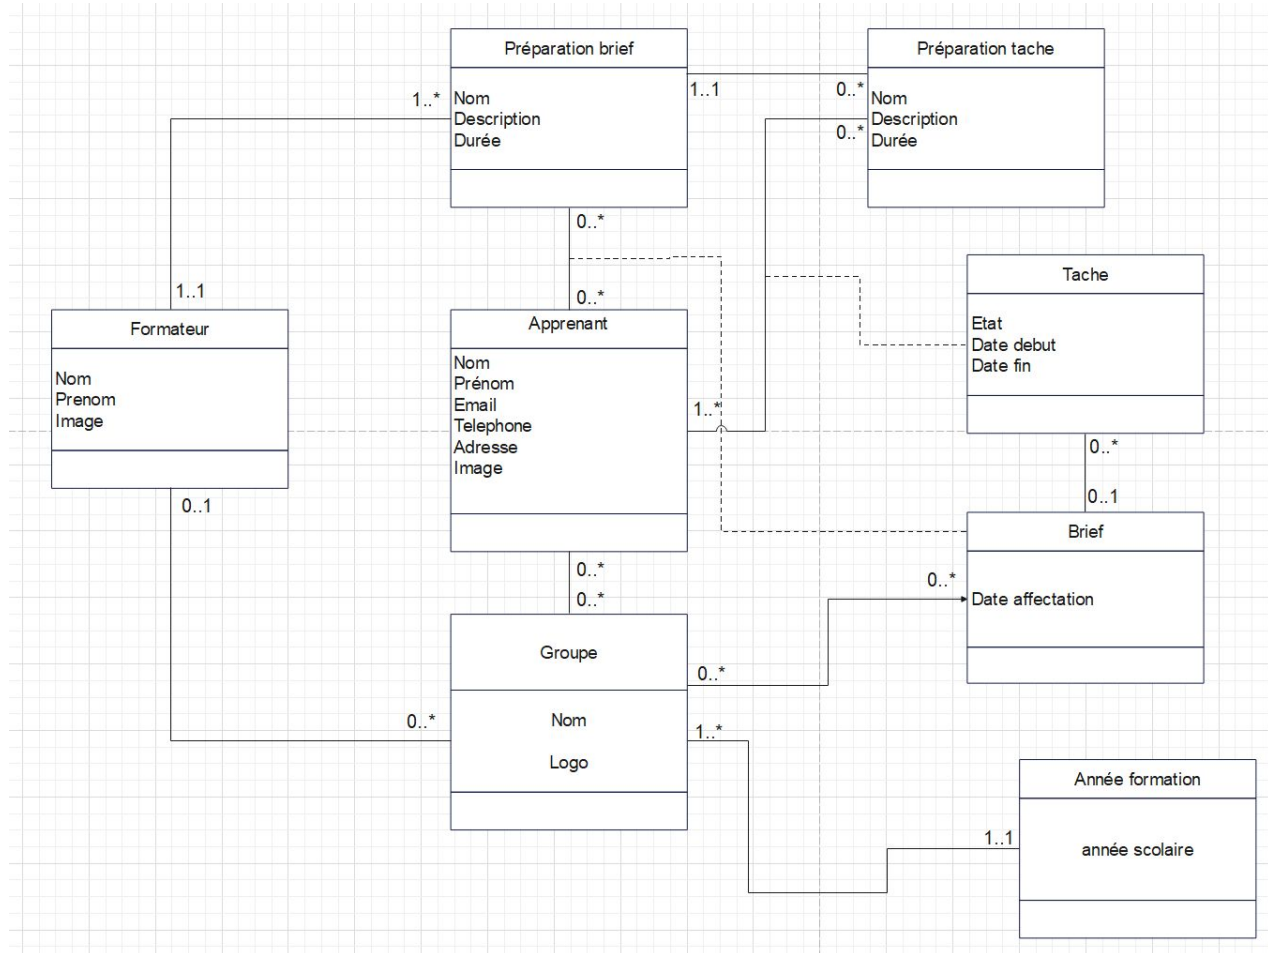 Préparation brief
Nom
Description
Durée
Préparation tache
Nom
Description
Durée
1..*
1..1
0..*
0..*
0..*
0..*
1..1
Formateur
Nom
Prenom
Image
0..1
Apprenant
Nom
Prénom
Email
Telephone
Adresse
Image
1..*
0..*
0..*
Tache
Etat
Date debut
Date fin
0..*
0..1
Brief
Date affectation
0..*
Groupe
Nom
Logo
0..*
0..*
1..*
Année formation
année scolaire
1..1